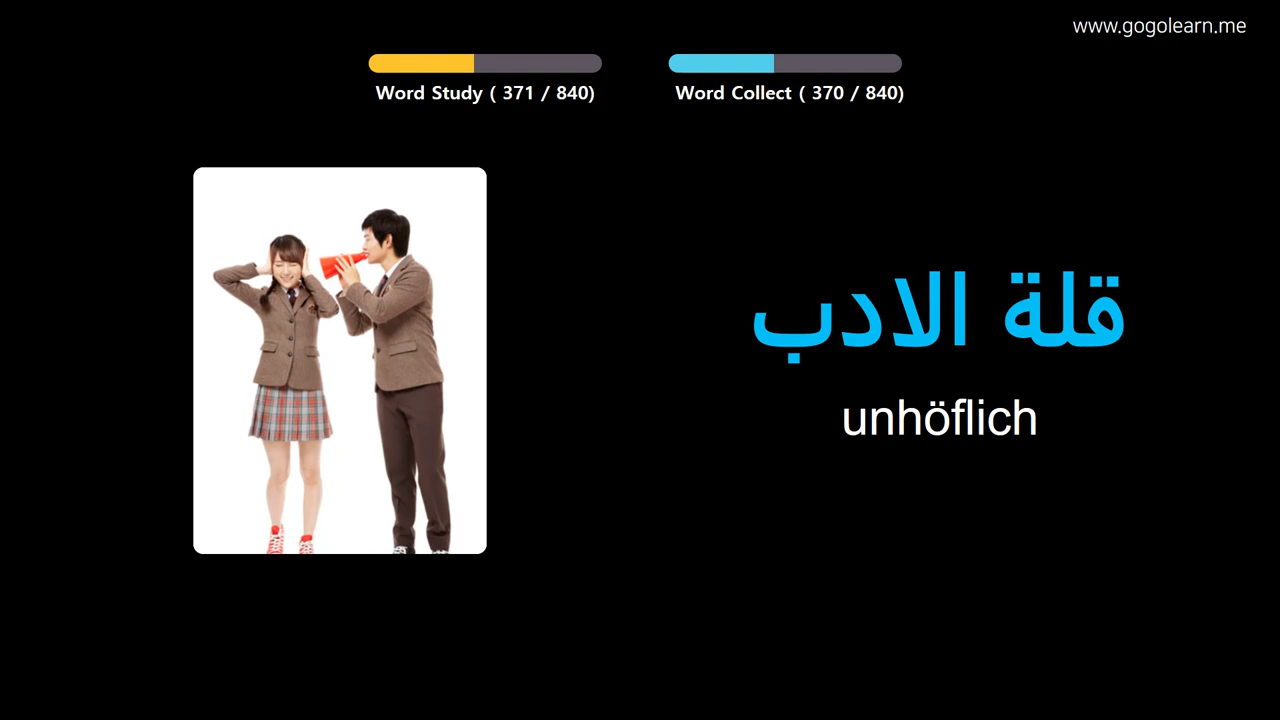 www.gogolearn.me
Word Study ( 371 / 840)
Word Collect ( 370 / 840)
قلة الادب
unhöflich